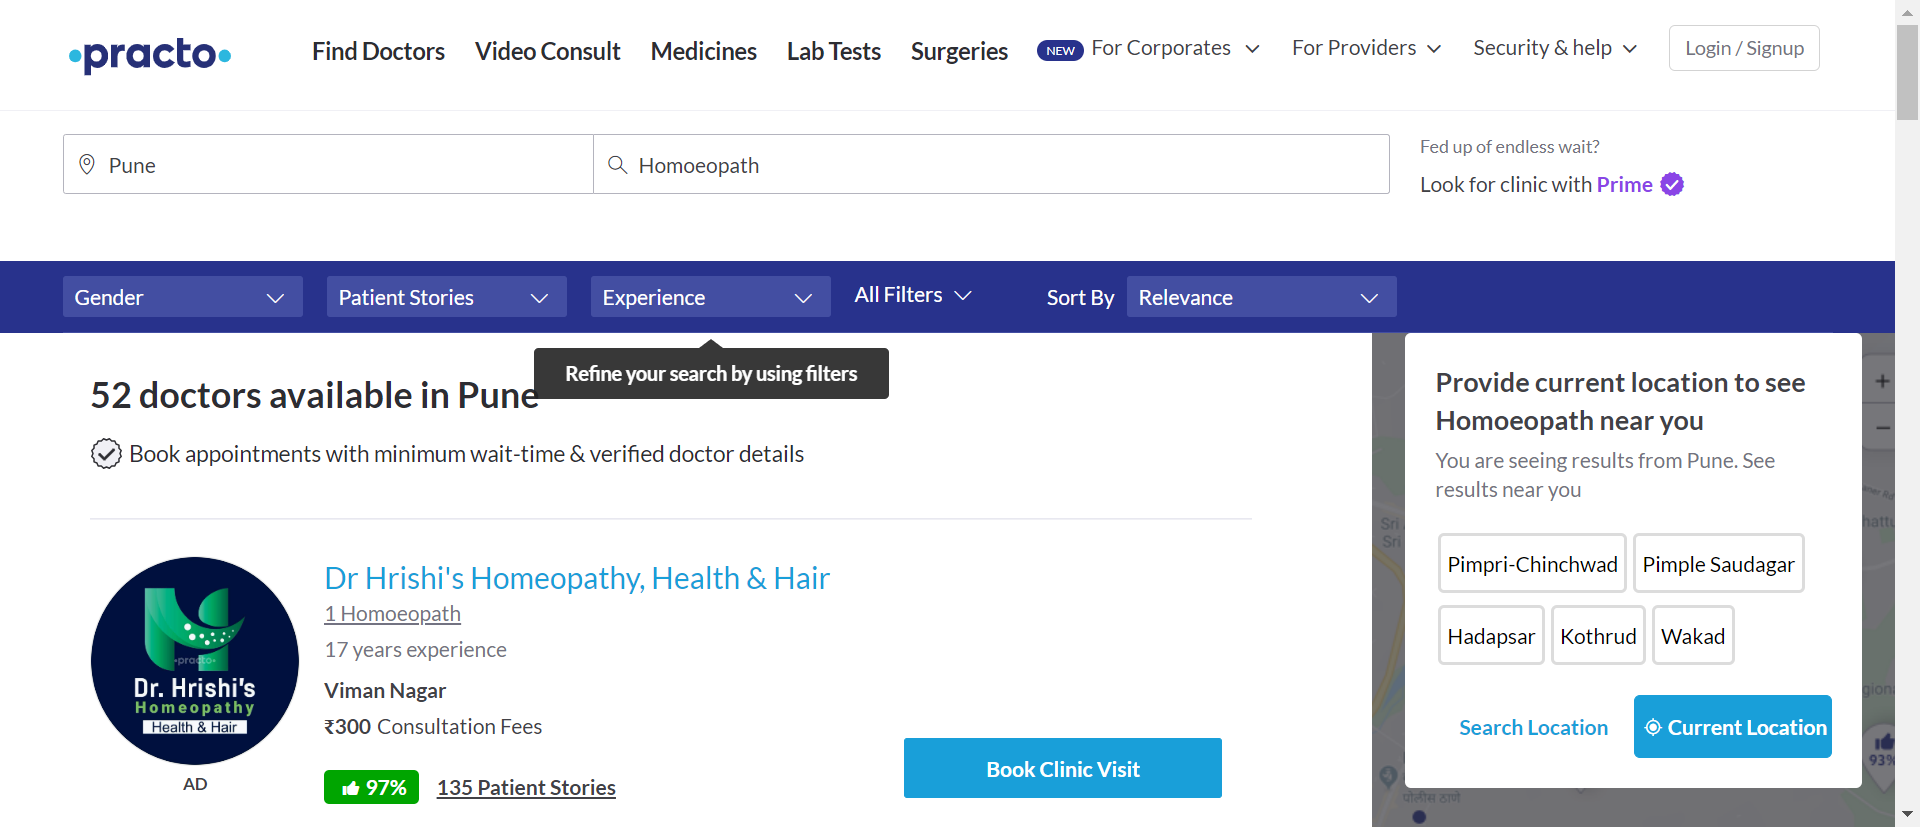 practo
Find Doctors
Video Consult
Medicines
Lab Tests
Surgeries
NEW For Corporates
For Providers
Security & help
Login / Signup
Pune
Homoeopath
Fed up of endless wait?
Look for clinic with Prime
Gender
Patient Stories
Experience
All Filters
Sort By
Relevance
Refine your search by using filters
52 doctors available in Pune
Book appointments with minimum wait-time & verified doctor details
Dr. Hrishi's
Homeopathy
Health & Hair
AD
Dr Hrishi's Homeopathy, Health & Hair
1 Homoeopath
17 years experience
Viman Nagar
₹300 Consultation Fees
97%
135 Patient Stories
Book Clinic Visit
Provide current location to see
Homoeopath near you
You are seeing results from Pune. See
results near you
Pimpri-Chinchwad
Pimple Saudagar
Hadapsar
Kothrud
Wakad
Search Location
Current Location
Sri
Sri
93%
पोलीस ठाणे